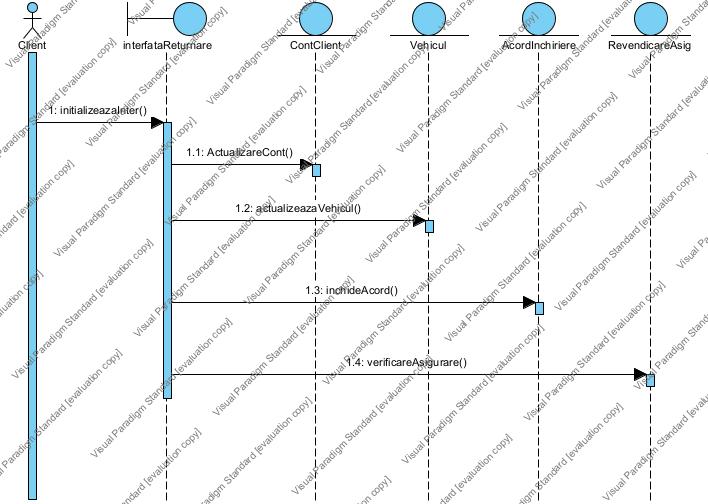 Client
interfataReturnare
ContClient
Vehicul
AcordInchiriere
RevendicareAsig
1: initializeazaInter()
1.1: ActualizareCont()
1.2: actualizeazaVehicul()
1.3: inchideAcord()
1.4: verificareAsigurare()
Visual Paradigm Standard [evaluation copy]